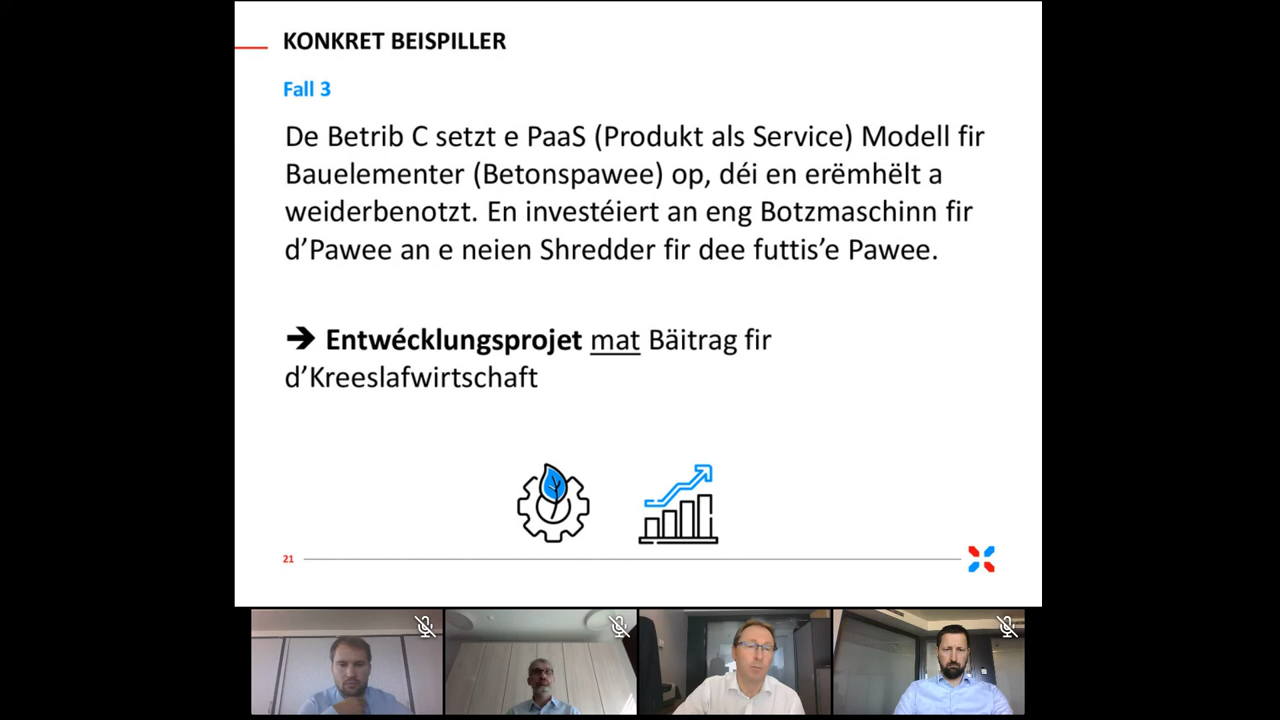 KONKRET BEISPILLER
Fall 3
De Betrib C setzt e PaaS (Produkt als Service) Modell fir
Bauelementer (Betonspawee) op, déi en erëmhëlt a
weiderbenotzt. En investéiert an eng Botzmaschinn fir
d’Pawee an e neien Shredder fir dee futtis’e Pawee.
➔ Entwécklungsprojet mat Bäitrag fir
d’Kreeslafwirtschaft
21